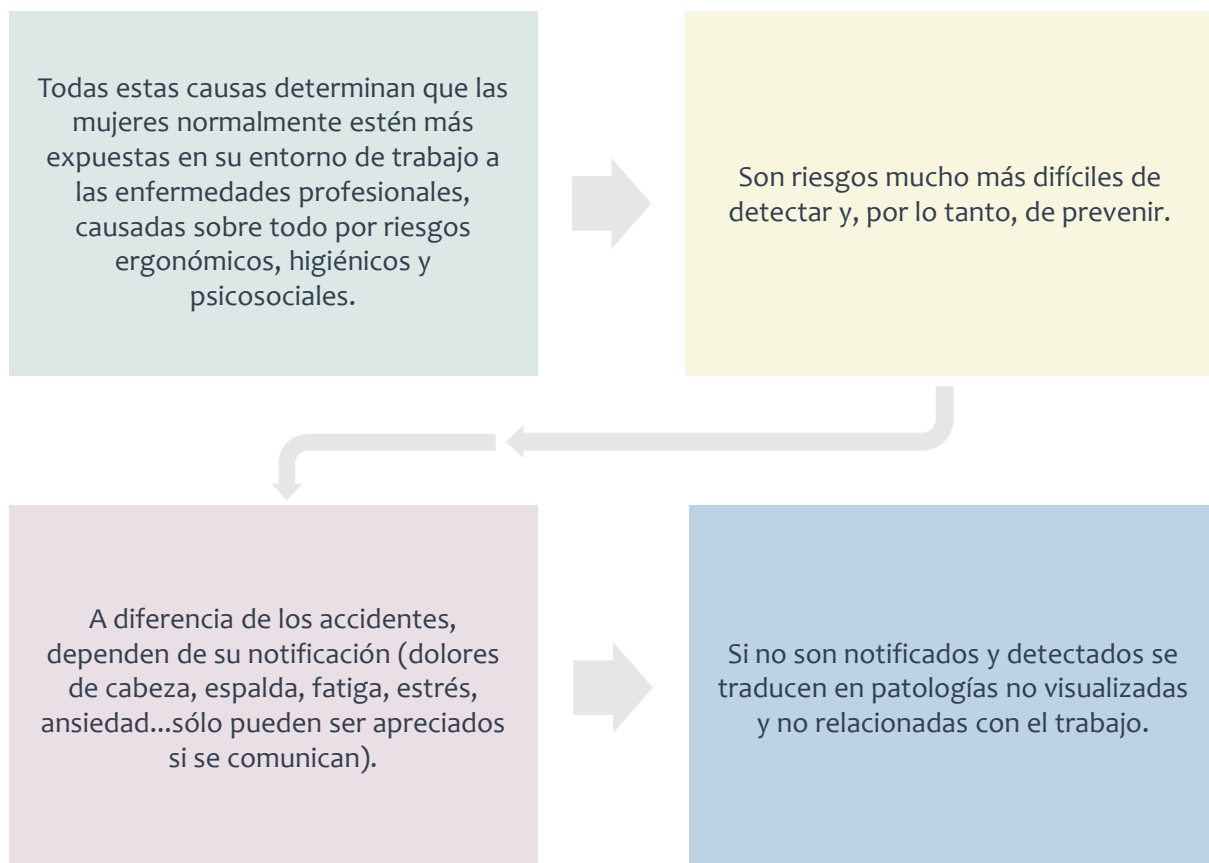 Todas estas causas determinan que las
mujeres normalmente estén más
expuestas en su entorno de trabajo a
las enfermedades profesionales,
causadas sobre todo por riesgos
ergonómicos, higiénicos y
psicosociales.
Son riesgos mucho más difíciles de
detectar y, por lo tanto, de prevenir.
A diferencia de los accidentes,
dependen de su notificación (dolores
de cabeza, espalda, fatiga, estrés,
ansiedad...sólo pueden ser apreciados
si se comunican).
Si no son notificados y detectados se
traducen en patologías no visualizadas
y no relacionadas con el trabajo.